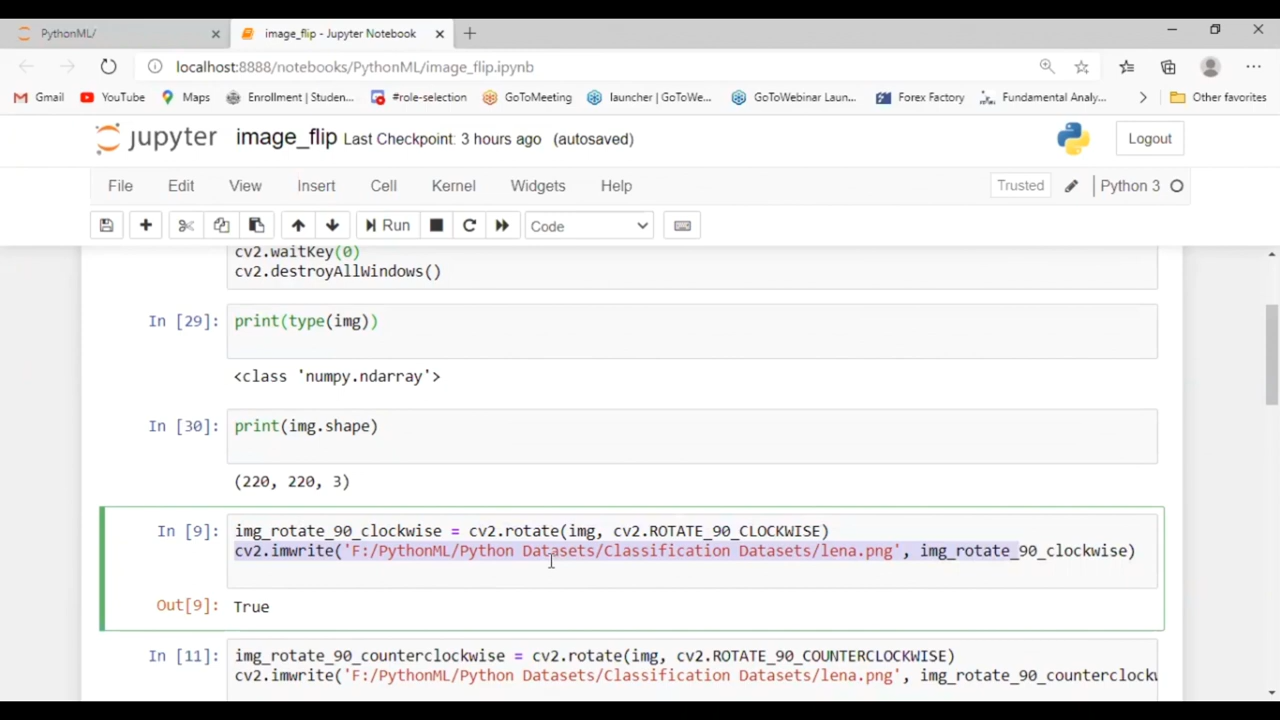 PythonML/
image_flip - Jupyter Notebook
localhost:8888/notebooks/PythonML/image_flip.ipynb
Gmail YouTube Maps Enrollment | Studen... #role-selection GoToMeeting launcher | GoToWe... GoToWebinar Laun... Forex Factory Fundamental Analy... Other favorites
jupyter image_flip Last Checkpoint: 3 hours ago (autosaved) Logout
File Edit View Insert Cell Kernel Widgets Help Trusted Python 3
Run Code
cv2.waitKey(0)
cv2.destroyAllWindows()
In [29]: print(type(img))
<class 'numpy.ndarray'>
In [30]: print(img.shape)
(220, 220, 3)
In [9]: img_rotate_90_clockwise = cv2.rotate(img, cv2.ROTATE_90_CLOCKWISE)
cv2.imwrite('F:/PythonML/Python Datasets/Classification Datasets/lena.png', img_rotate_90_clockwise)
Out[9]: True
In [11]: img_rotate_90_counterclockwise = cv2.rotate(img, cv2.ROTATE_90_COUNTERCLOCKWISE)
cv2.imwrite('F:/PythonML/Python Datasets/Classification Datasets/lena.png', img_rotate_90_counterclockw